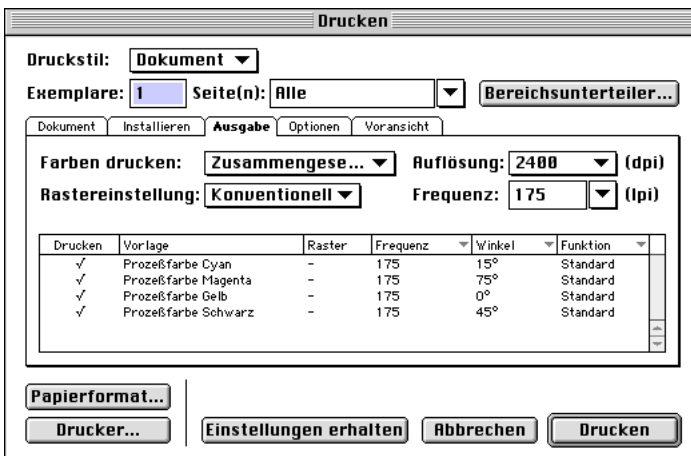 Drucken
Druckstil: Dokument
Exemplare: 1 Seite(n): Alle Bereichsunterteiler...
Dokument Installieren Ausgabe Optionen Voransicht
Farben drucken: Zusammengese... Auflösung: 2400 (dpi)
Rastereinstellung: Konventionell Frequenz: 175 (lpi)
Drucken Vorlage Raster Frequenz Winkel Funktion
√ Prozeßfarbe Cyan - 175 15° Standard
√ Prozeßfarbe Magenta - 175 75° Standard
√ Prozeßfarbe Gelb - 175 0° Standard
√ Prozeßfarbe Schwarz - 175 45° Standard
Papierformat...
Drucker... Einstellungen erhalten Abbrechen Drucken